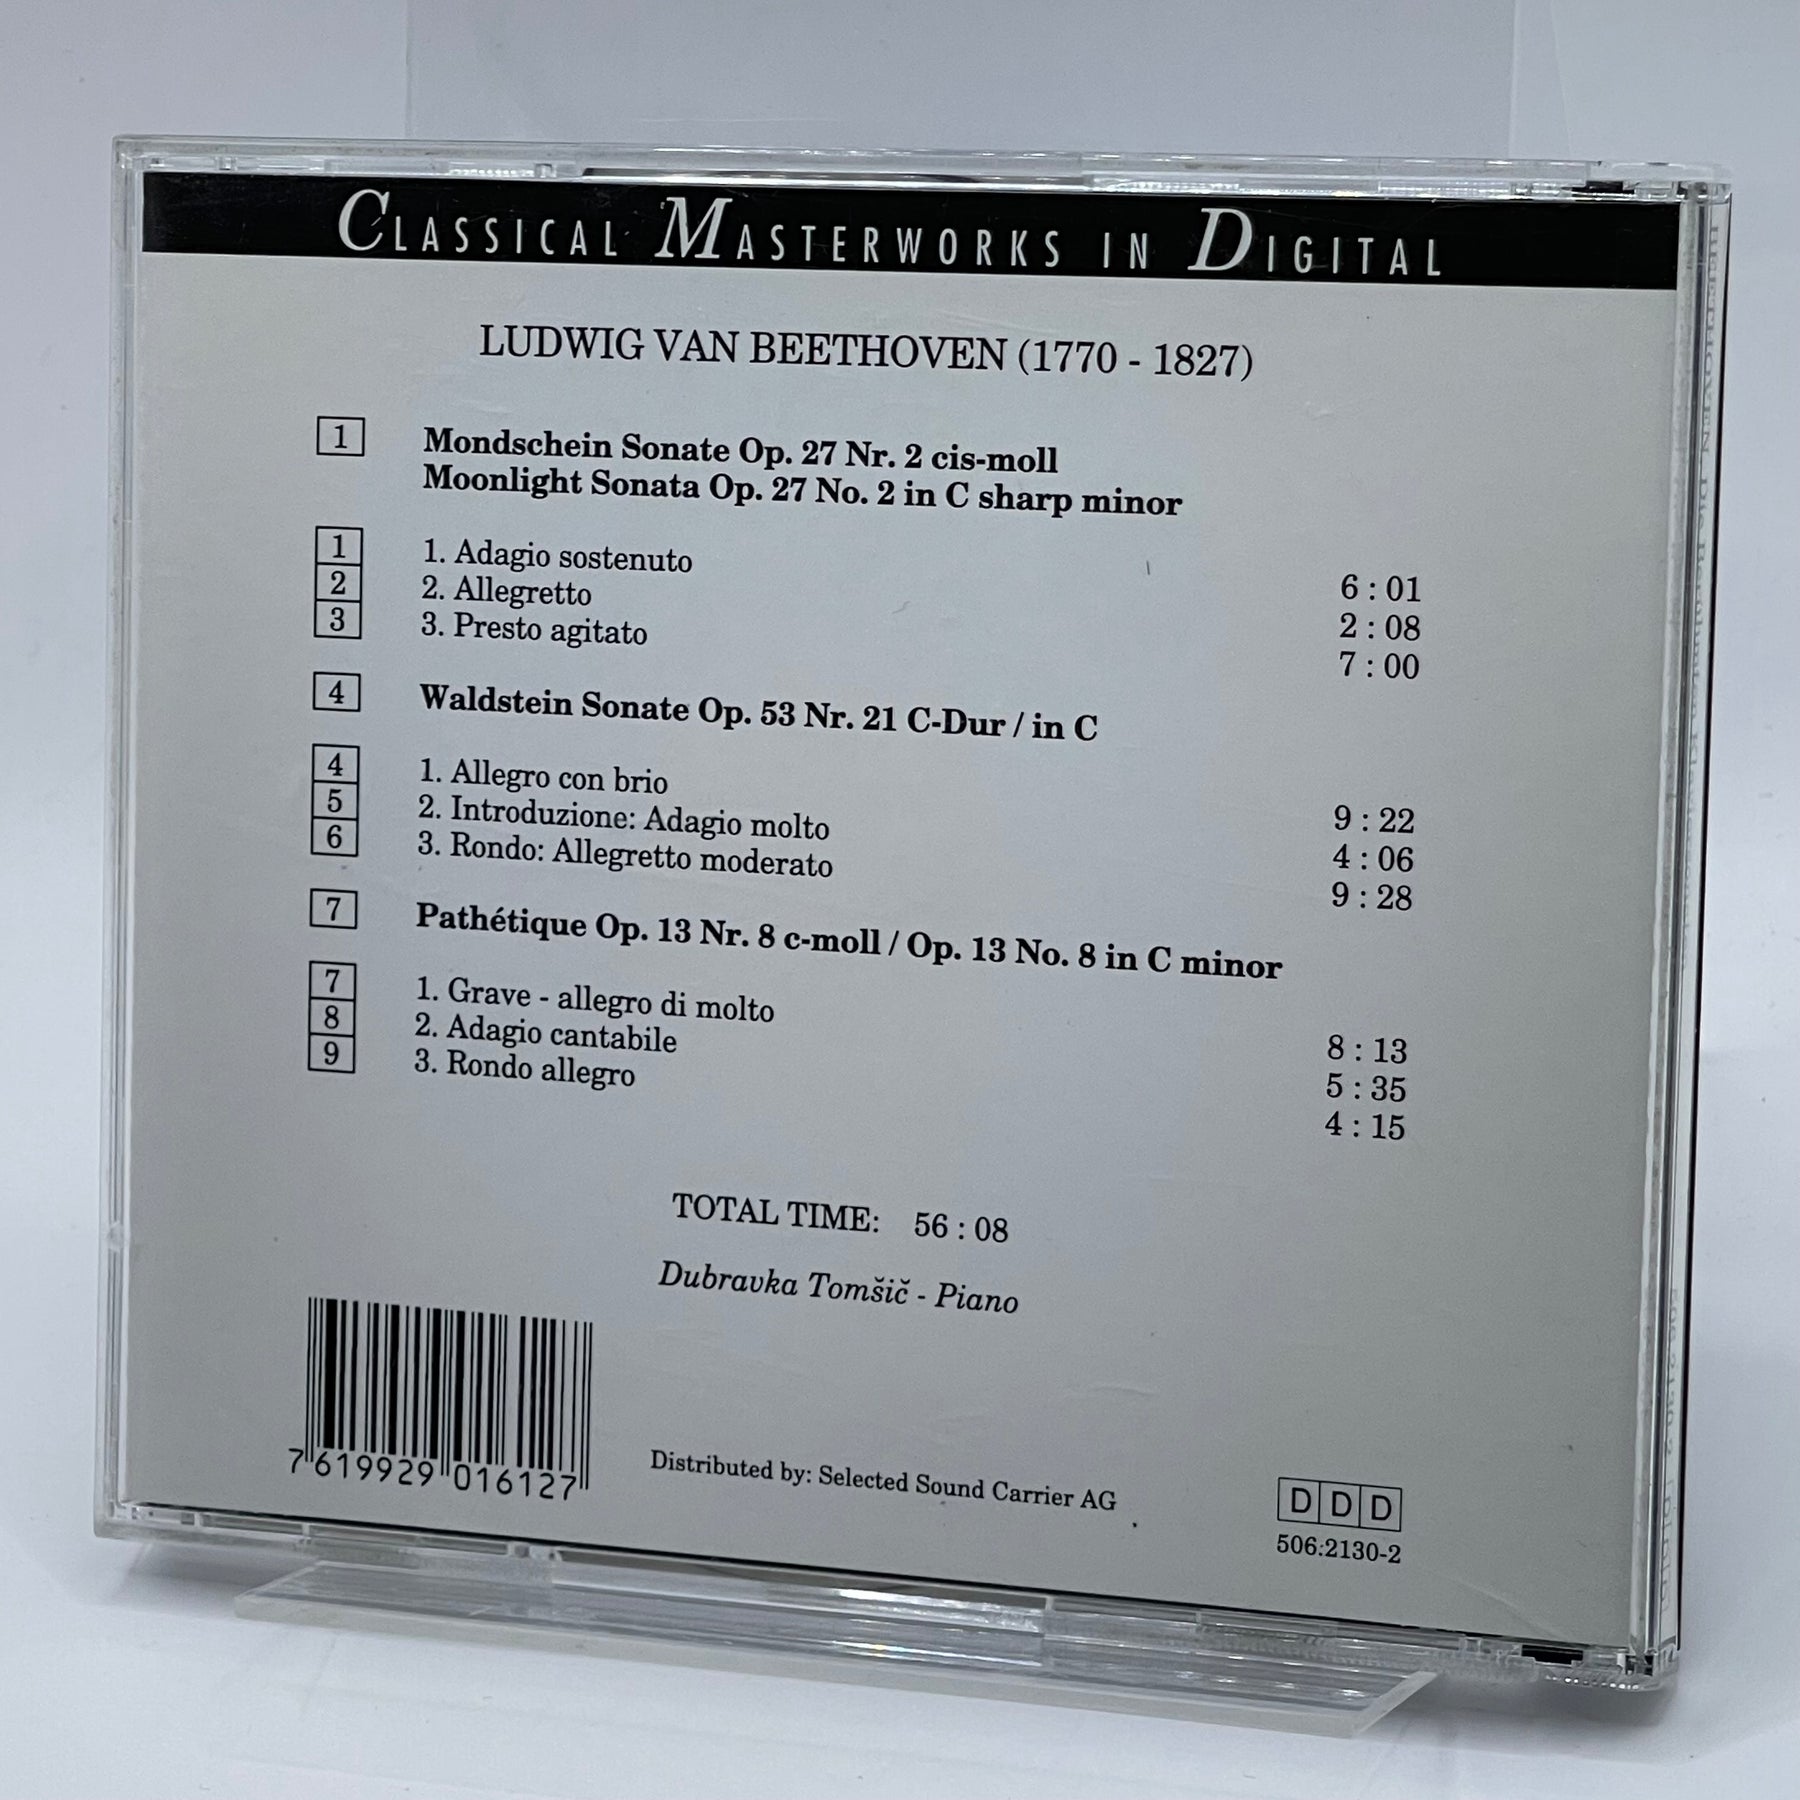 CLASSICAL MASTERWORKS IN DIGITAL
LUDWIG VAN BEETHOVEN (1770 - 1827)
1 Mondschein Sonate Op. 27 Nr. 2 cis-moll
Moonlight Sonata Op. 27 No. 2 in C sharp minor
1 1. Adagio sostenuto 6 : 01
2 2. Allegretto 2 : 08
3 3. Presto agitato 7 : 00
4 Waldstein Sonate Op. 53 Nr. 21 C-Dur / in C
4 1. Allegro con brio 9 : 22
5 2. Introduzione: Adagio molto 4 : 06
6 3. Rondo: Allegretto moderato 9 : 28
7 Pathétique Op. 13 Nr. 8 c-moll / Op. 13 No. 8 in C minor
7 1. Grave - allegro di molto 8 : 13
8 2. Adagio cantabile 5 : 35
9 3. Rondo allegro 4 : 15
TOTAL TIME: 56 : 08
Dubravka Tomšič - Piano
7 619929 016127
Distributed by: Selected Sound Carrier AG
DDD
506:2130-2